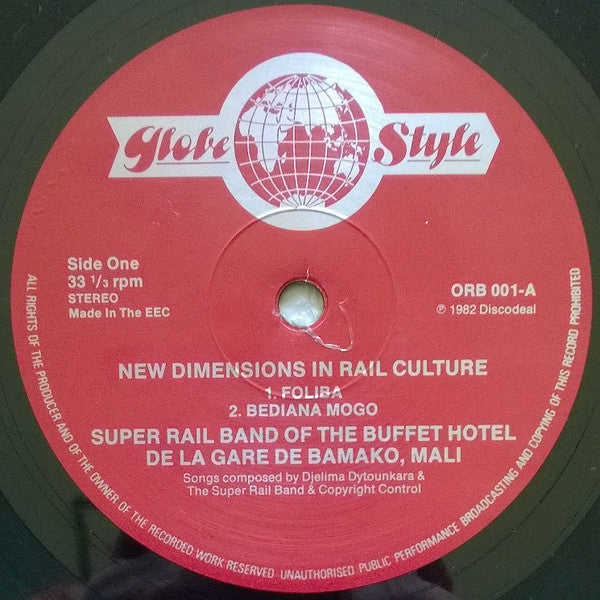 Globe Style
Side One
33 1/3 rpm
STEREO
Made In The EEC
ORB 001-A
℗ 1982 Discodeal
NEW DIMENSIONS IN RAIL CULTURE
1. FOLIBA
2. BEDIANA MOGO
SUPER RAIL BAND OF THE BUFFET HOTEL
DE LA GARE DE BAMAKO, MALI
Songs composed by Djelima Dytounkara &
The Super Rail Band & Copyright Control
ALL RIGHTS OF THE PRODUCER AND OF THE OWNER OF THE RECORDED WORK RESERVED UNAUTHORISED PUBLIC PERFORMANCE BROADCASTING AND COPYING OF THIS RECORD PROHIBITED